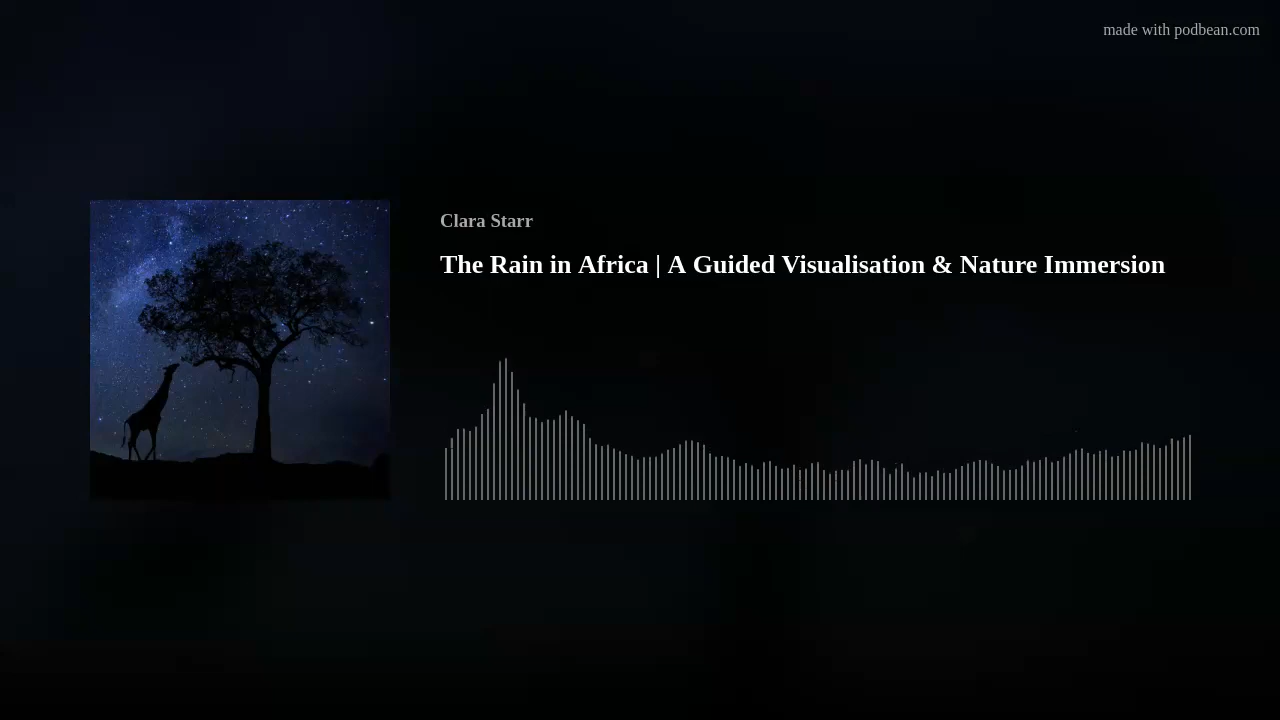 made with podbean.com
Clara Starr
The Rain in Africa | A Guided Visualisation & Nature Immersion